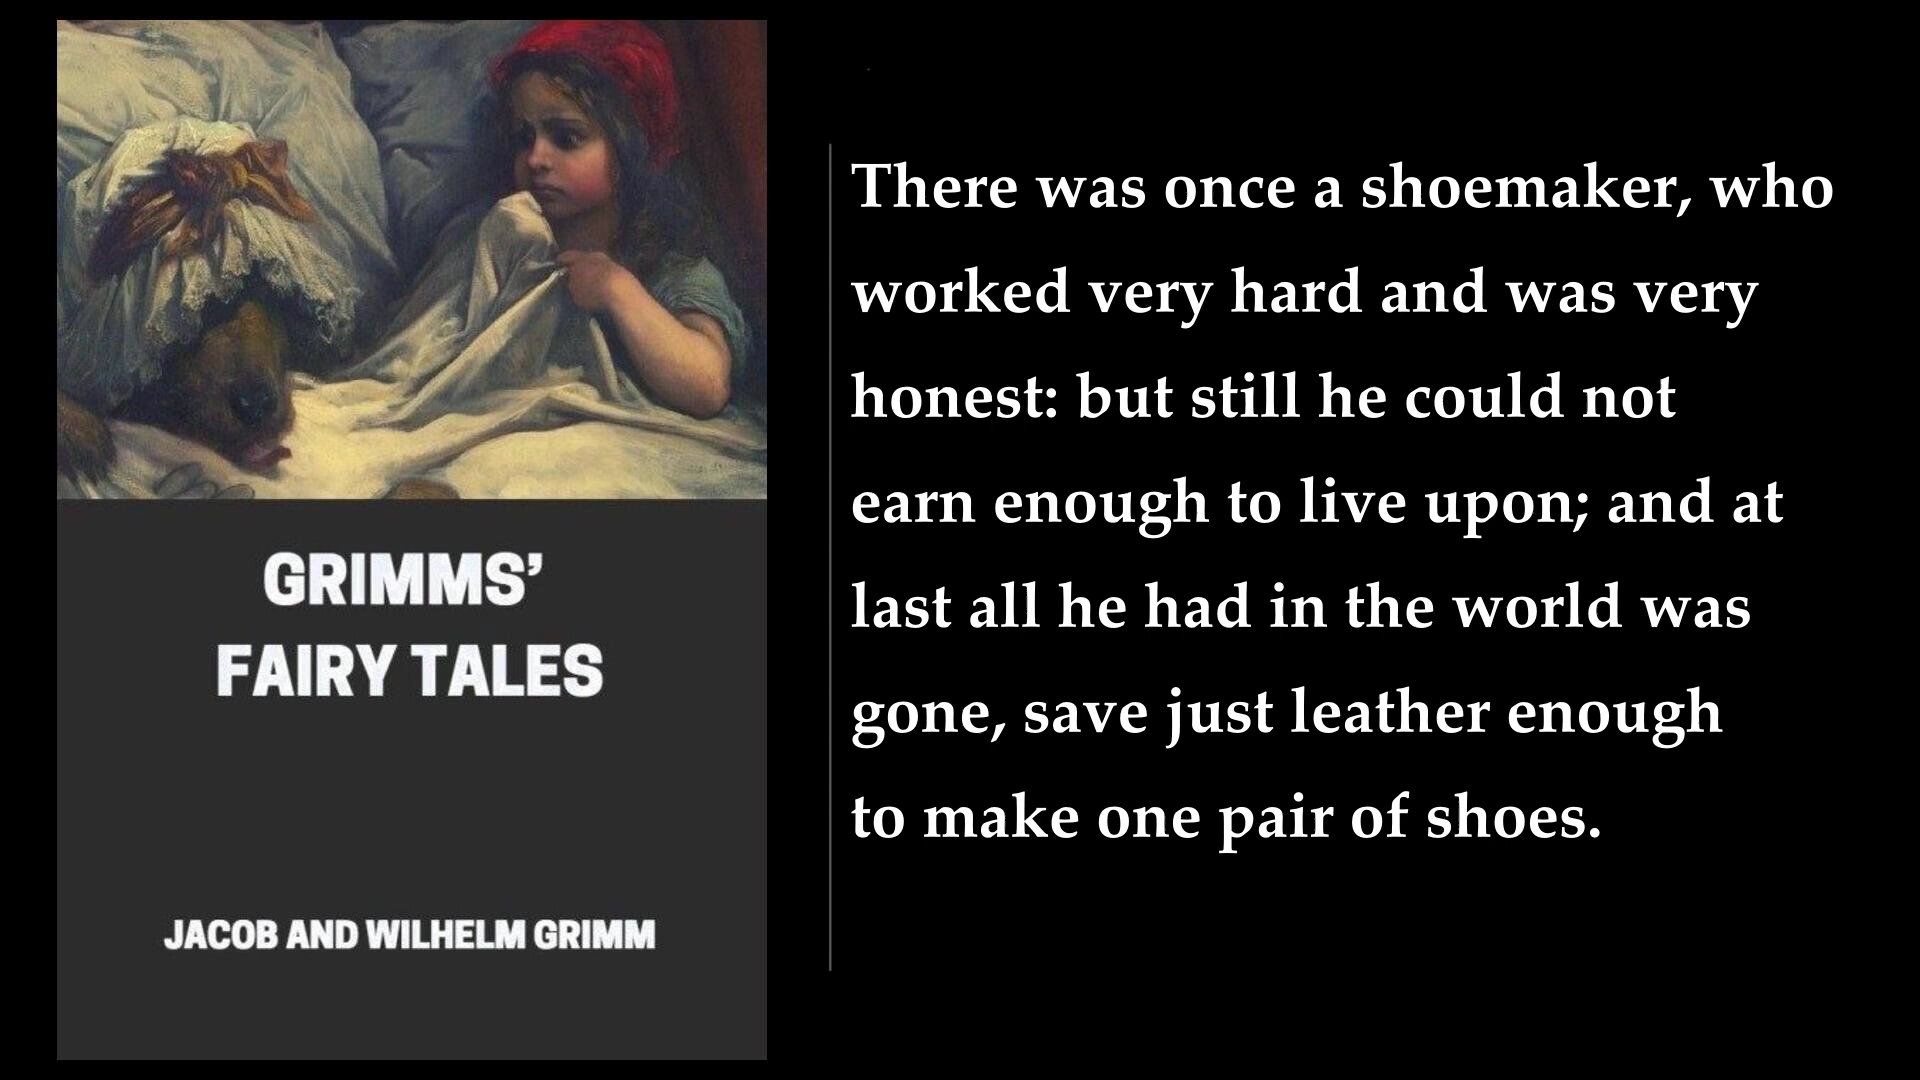 GRIMMS’
FAIRY TALES
JACOB AND WILHELM GRIMM
There was once a shoemaker, who
worked very hard and was very
honest: but still he could not
earn enough to live upon; and at
last all he had in the world was
gone, save just leather enough
to make one pair of shoes.